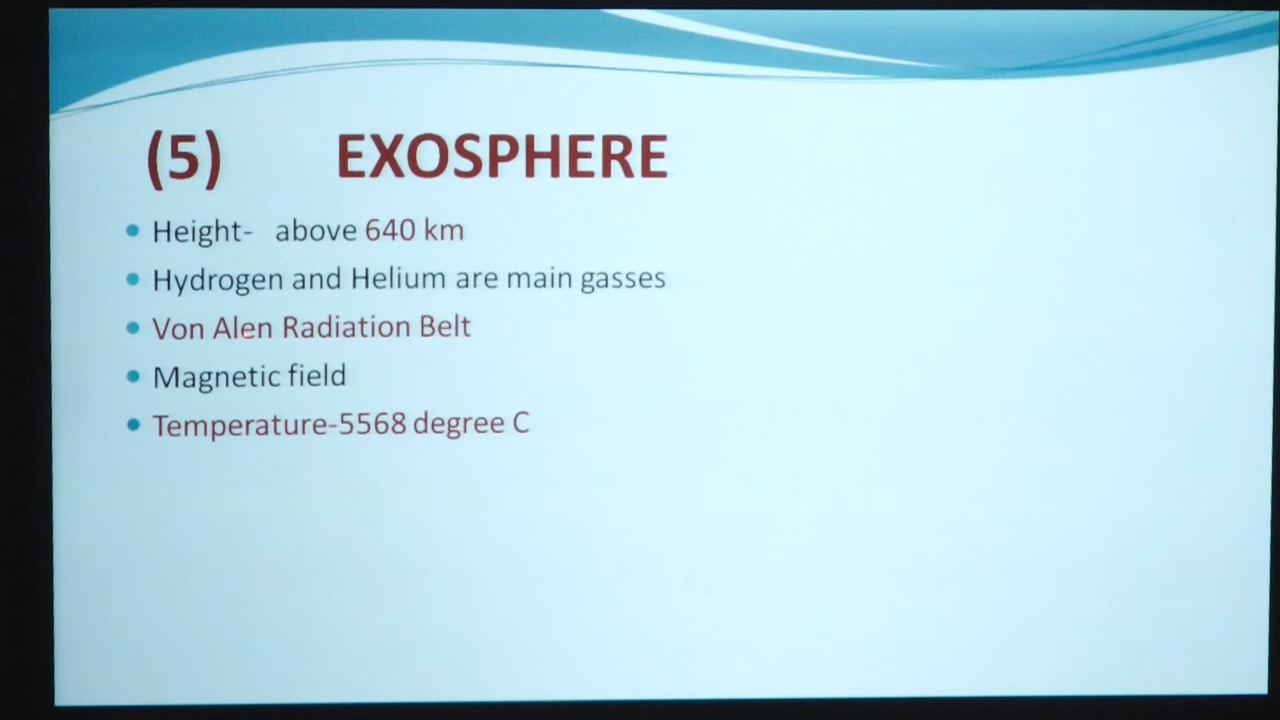 (5) EXOSPHERE
Height- above 640 km
Hydrogen and Helium are main gasses
Von Alen Radiation Belt
Magnetic field
Temperature-5568 degree C